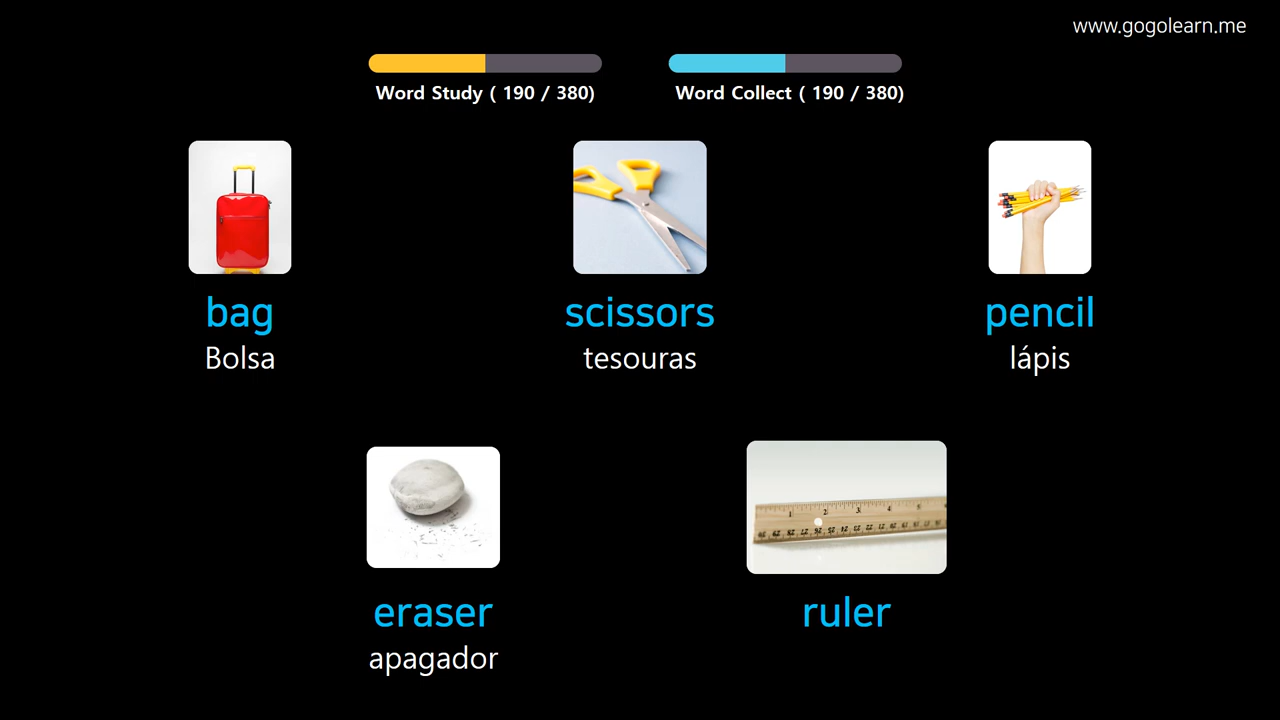 www.gogolearn.me
Word Study ( 190 / 380)
Word Collect ( 190 / 380)
bag
Bolsa
scissors
tesouras
pencil
lápis
eraser
apagador
ruler